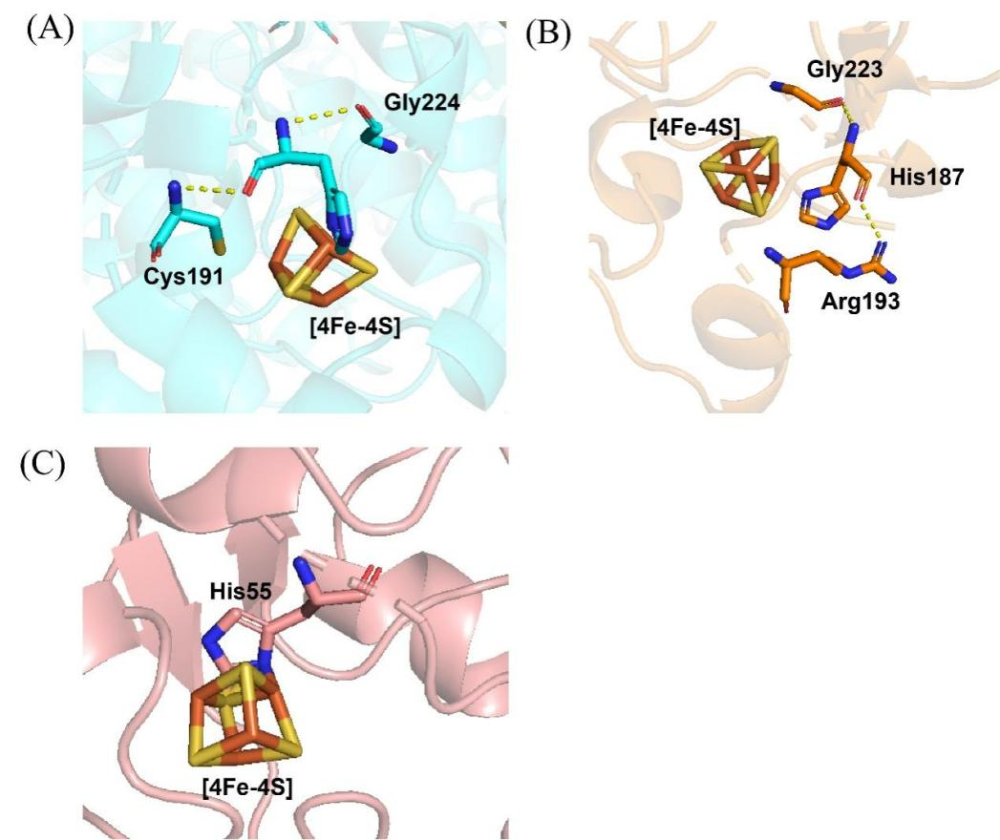 (A)
Gly224
Cys191
[4Fe-4S]
(B)
Gly223
[4Fe-4S]
His187
Arg193
(C)
His55
[4Fe-4S]